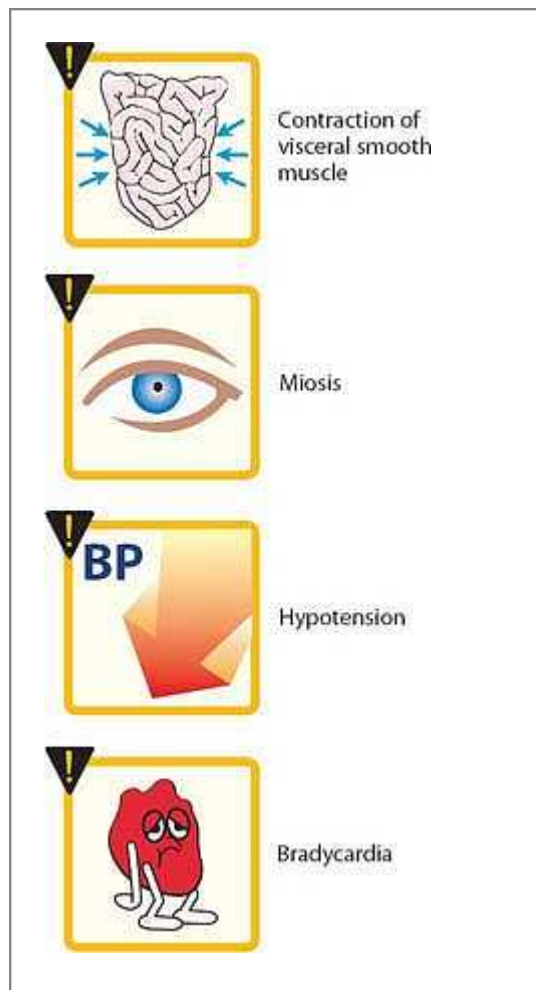 !
Contraction of
visceral smooth
muscle
!
Miosis
!
BP
Hypotension
!
Bradycardia